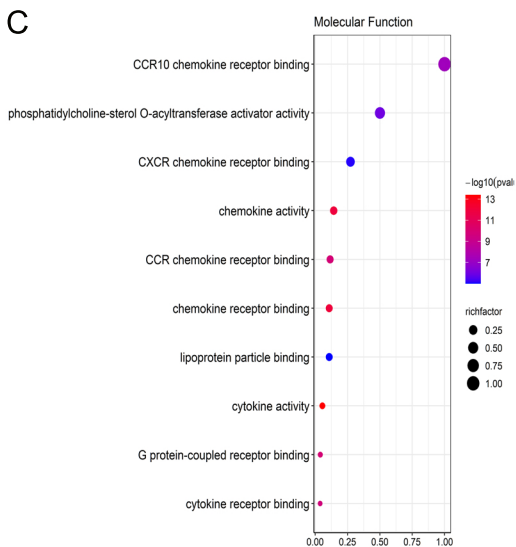 C
Molecular Function
CCR10 chemokine receptor binding
phosphatidylcholine-sterol O-acyltransferase activator activity
CXCR chemokine receptor binding
chemokine activity
CCR chemokine receptor binding
chemokine receptor binding
lipoprotein particle binding
cytokine activity
G protein-coupled receptor binding
cytokine receptor binding
0.00 0.25 0.50 0.75 1.00
−log10(pval
13
11
9
7
richfactor
0.25
0.50
0.75
1.00